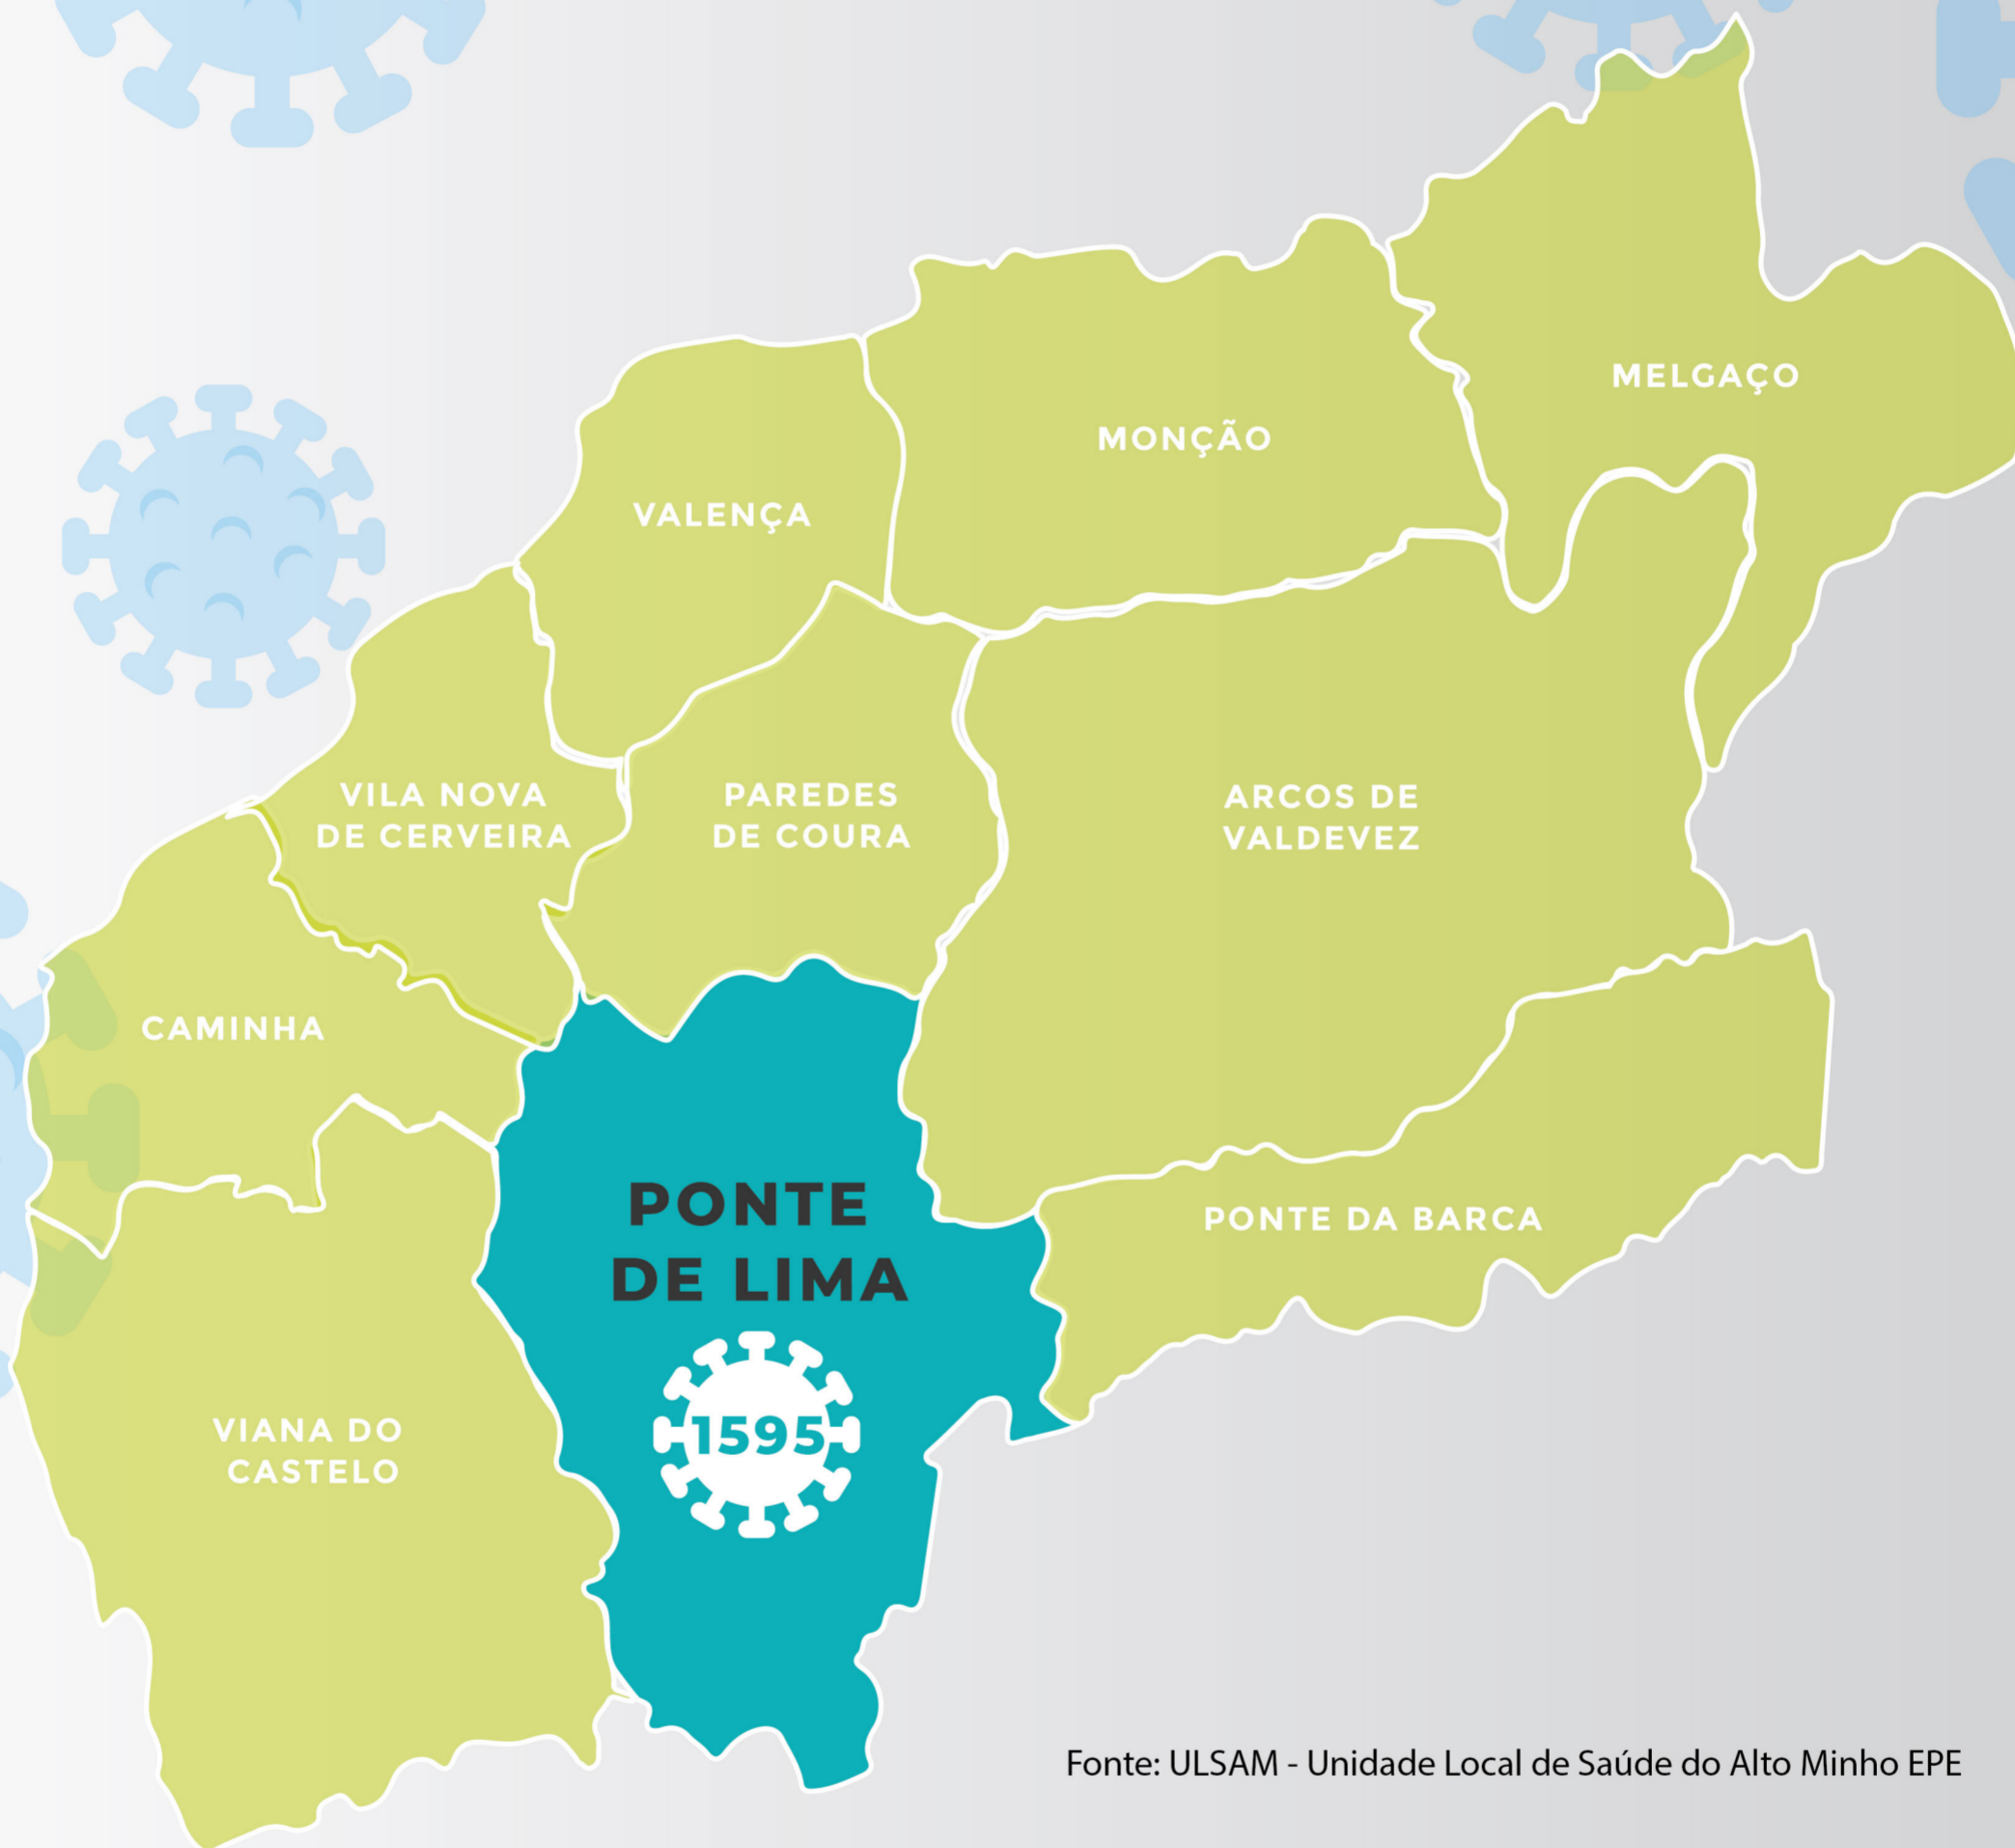 MELGAÇO
MONÇÃO
VALENÇA
VILA NOVA
DE CERVEIRA
PAREDES
DE COURA
ARCOS DE
VALDEVEZ
CAMINHA
PONTE
DE LIMA
1595
PONTE DA BARCA
VIANA DO
CASTELO
Fonte: ULSAM - Unidade Local de Saúde do Alto Minho EPE